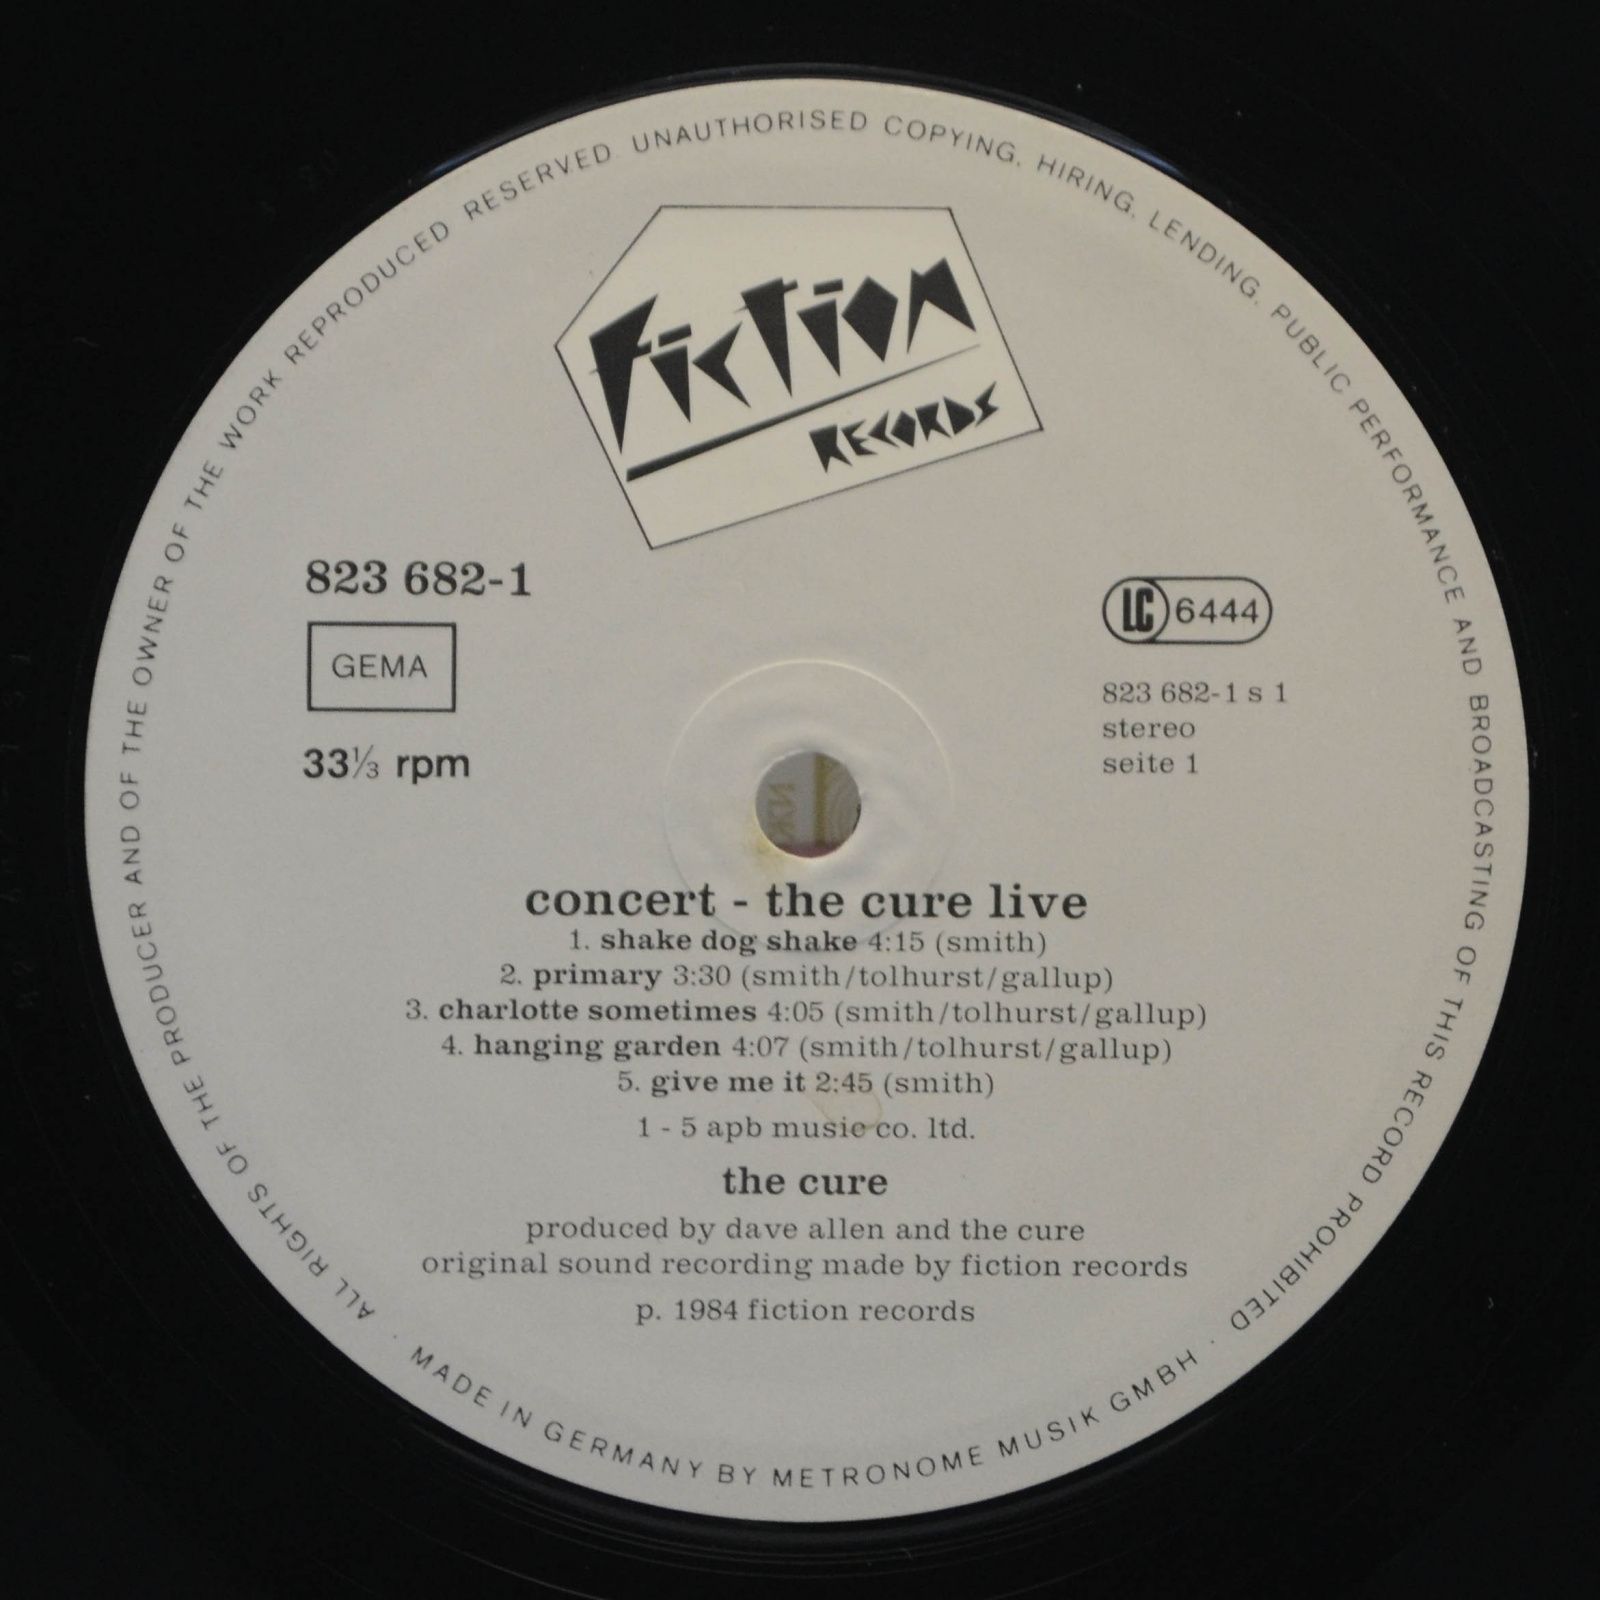 ALL RIGHTS OF THE PRODUCER AND OF THE OWNER OF THE WORK REPRODUCED RESERVED UNAUTHORISED COPYING, HIRING, LENDING, PUBLIC PERFORMANCE AND BROADCASTING OF THIS RECORD PROHIBITED ·
Fiction
Records
823 682-1
GEMA
33⅓ rpm
LC 6444
823 682-1 s 1
stereo
seite 1
concert - the cure live
1. shake dog shake 4:15 (smith)
2. primary 3:30 (smith/tolhurst/gallup)
3. charlotte sometimes 4:05 (smith/tolhurst/gallup)
4. hanging garden 4:07 (smith/tolhurst/gallup)
5. give me it 2:45 (smith)
1 - 5 apb music co. ltd.
the cure
produced by dave allen and the cure
original sound recording made by fiction records
p. 1984 fiction records
· MADE IN GERMANY BY METRONOME MUSIK GMBH